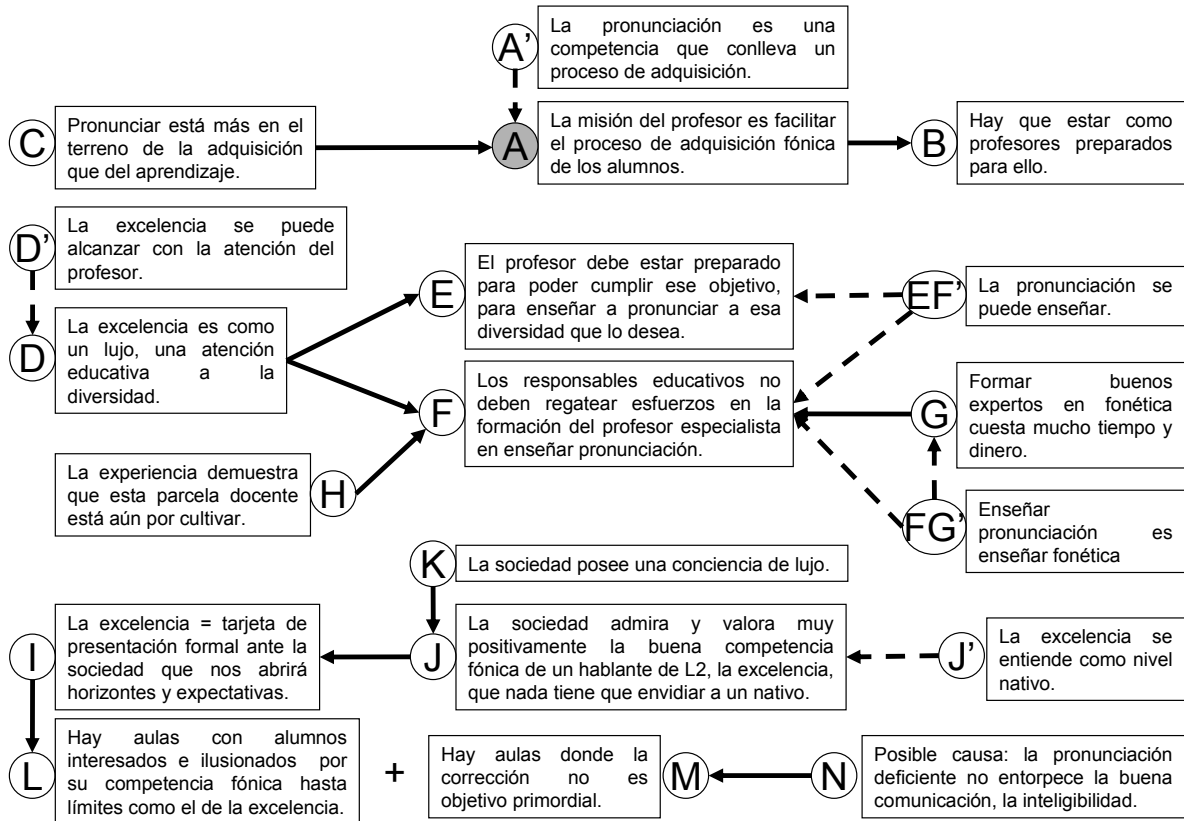 A'
La pronunciación es una
competencia que conlleva un
proceso de adquisición.
C
Pronunciar está más en el
terreno de la adquisición
que del aprendizaje.
A
La misión del profesor es facilitar
el proceso de adquisición fónica
de los alumnos.
B
Hay que estar como
profesores preparados
para ello.
D'
La excelencia se puede
alcanzar con la atención del
profesor.
D
La excelencia es como
un lujo, una atención
educativa a la
diversidad.
E
El profesor debe estar preparado
para poder cumplir ese objetivo,
para enseñar a pronunciar a esa
diversidad que lo desea.
EF'
La pronunciación se
puede enseñar.
F
Los responsables educativos no
deben regatear esfuerzos en la
formación del profesor especialista
en enseñar pronunciación.
G
Formar buenos
expertos en fonética
cuesta mucho tiempo y
dinero.
La experiencia demuestra
que esta parcela docente
está aún por cultivar.
H
FG'
Enseñar
pronunciación es
enseñar fonética
K
La sociedad posee una conciencia de lujo.
I
La excelencia = tarjeta de
presentación formal ante la
sociedad que nos abrirá
horizontes y expectativas.
J
La sociedad admira y valora muy
positivamente la buena competencia
fónica de un hablante de L2, la excelencia,
que nada tiene que envidiar a un nativo.
J'
La excelencia se
entiende como nivel
nativo.
L
Hay aulas con alumnos
interesados e ilusionados por
su competencia fónica hasta
límites como el de la excelencia.
+
Hay aulas donde la
corrección no es
objetivo primordial.
M
N
Posible causa: la pronunciación
deficiente no entorpece la buena
comunicación, la inteligibilidad.